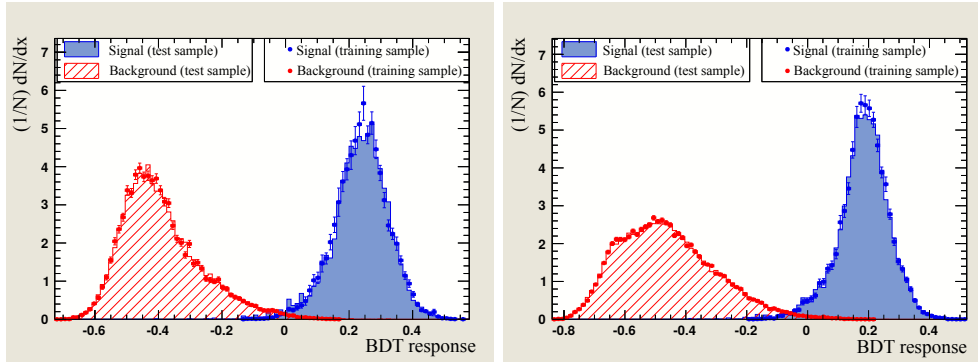 Signal (test sample)
Background (test sample)
Signal (training sample)
Background (training sample)
(1/N) dN/dx
7
6
5
4
3
2
1
0
-0.6 -0.4 -0.2 0 0.2 0.4
BDT response
Signal (test sample)
Background (test sample)
Signal (training sample)
Background (training sample)
(1/N) dN/dx
7
6
5
4
3
2
1
0
-0.8 -0.6 -0.4 -0.2 0 0.2 0.4
BDT response